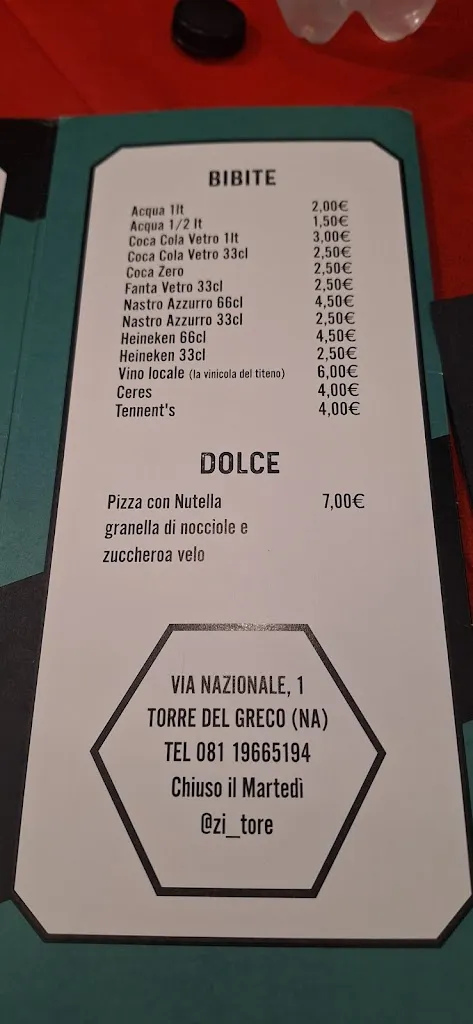 BIBITE
Acqua 1lt 2,00€
Acqua 1/2 lt 1,50€
Coca Cola Vetro 1lt 3,00€
Coca Cola Vetro 33cl 2,50€
Coca Zero 2,50€
Fanta Vetro 33cl 2,50€
Nastro Azzurro 66cl 4,50€
Nastro Azzurro 33cl 2,50€
Heineken 66cl 4,50€
Heineken 33cl 2,50€
Vino locale (la vinicola del titeno) 6,00€
Ceres 4,00€
Tennent's 4,00€
DOLCE
Pizza con Nutella 7,00€
granella di nocciole e
zuccheroa velo
VIA NAZIONALE, 1
TORRE DEL GRECO (NA)
TEL 081 19665194
Chiuso il Martedì
@zi_tore